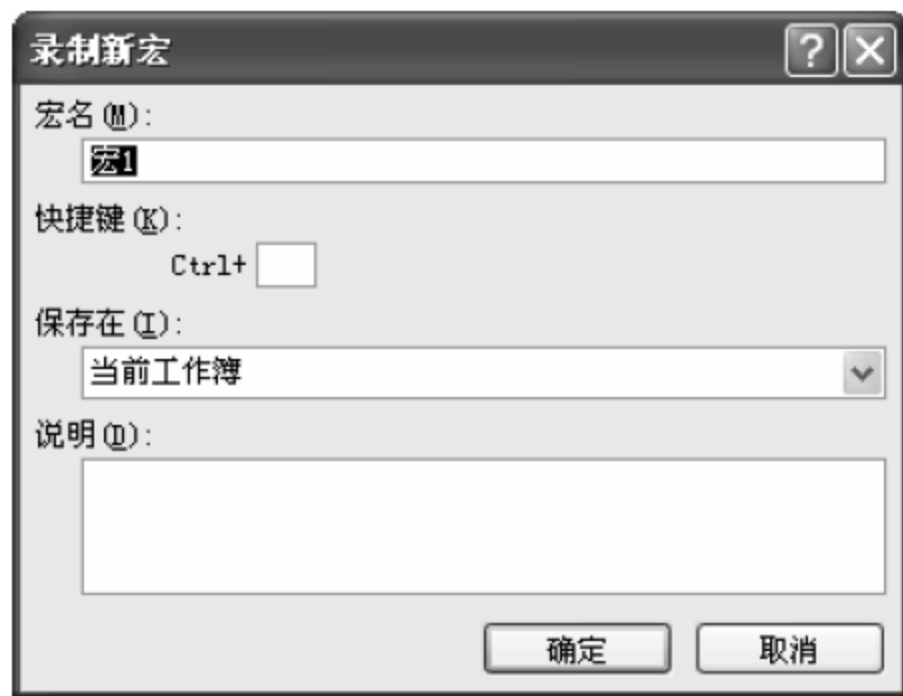 录制新宏
宏名(M):
宏1
快捷键(K):
Ctrl+
保存在(I):
当前工作簿
说明(D):
确定 取消